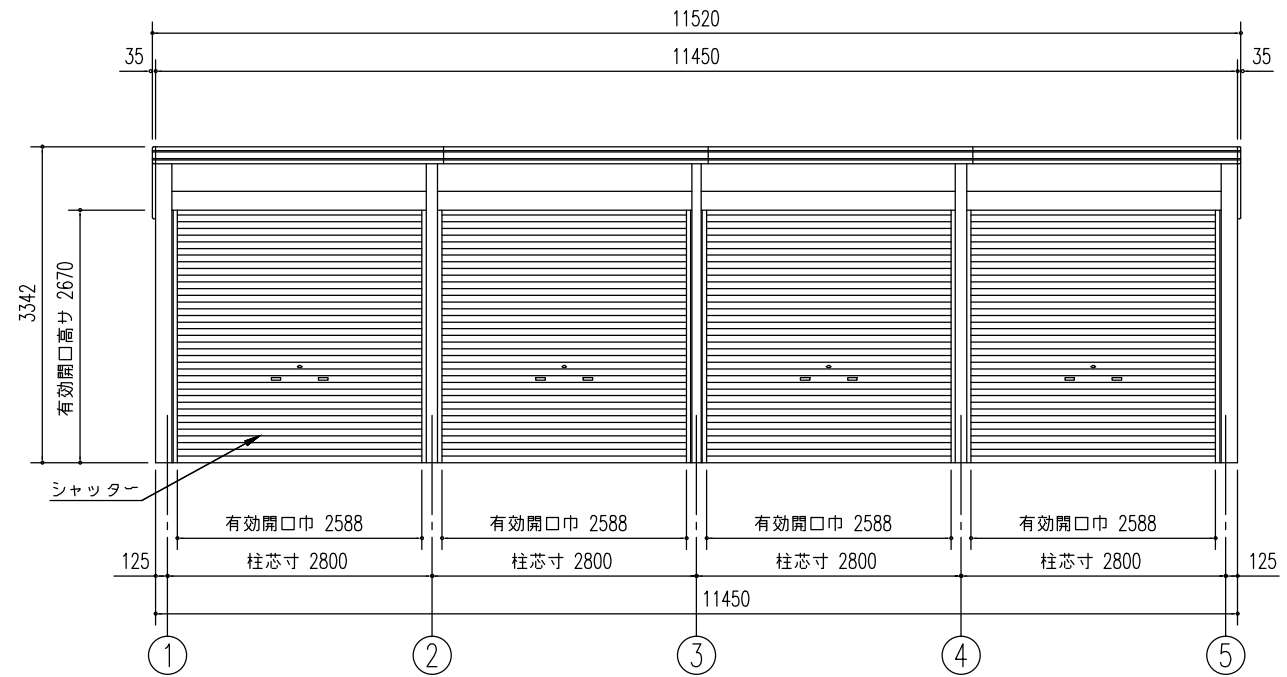 11520
35 11450 35
3342
有効開口高サ 2670
シャッター
有効開口巾 2588 有効開口巾 2588 有効開口巾 2588 有効開口巾 2588
125 柱芯寸 2800 柱芯寸 2800 柱芯寸 2800 柱芯寸 2800 125
11450
1 2 3 4 5